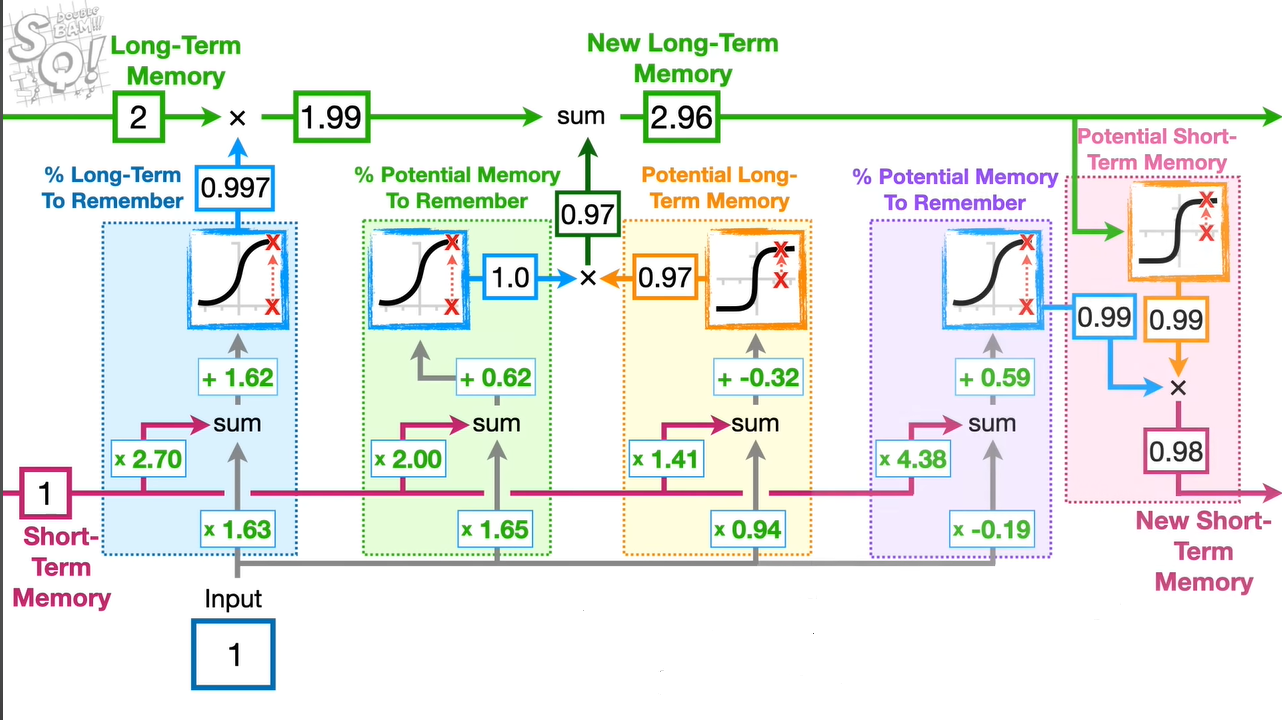 DOUBLE
BAM!!!
SQ!
Long-Term
Memory
New Long-Term
Memory
2
×
1.99
sum
2.96
Potential Short-
Term Memory
% Long-Term
To Remember
0.997
% Potential Memory
To Remember
0.97
Potential Long-
Term Memory
% Potential Memory
To Remember
X
X
X
X
1.0
×
0.97
X
X
X
X
X
X
0.99
0.99
×
+ 1.62
+ 0.62
+ -0.32
+ 0.59
sum
sum
sum
sum
x 2.70
x 2.00
x 1.41
x 4.38
0.98
1
Short-
Term
Memory
x 1.63
x 1.65
x 0.94
x -0.19
New Short-
Term
Memory
Input
1